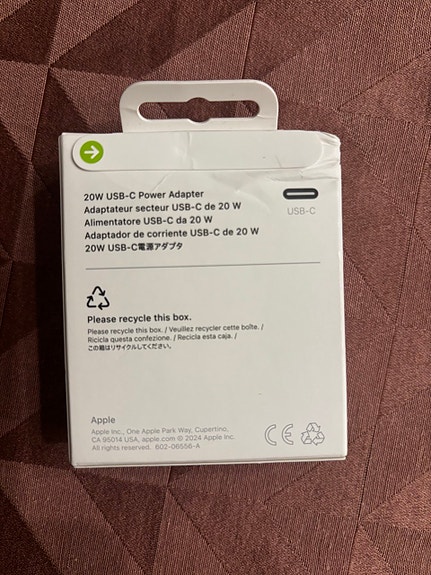 20W USB-C Power Adapter
Adaptateur secteur USB-C de 20 W
Alimentatore USB-C da 20 W
Adaptador de corriente USB-C de 20 W
20W USB-C電源アダプタ
USB-C
Please recycle this box.
Please recycle this box. / Veuillez recycler cette boîte. /
Ricicla questa confezione. / Recicla esta caja. /
この箱はリサイクルしてください。
Apple
Apple Inc., One Apple Park Way, Cupertino,
CA 95014 USA, apple.com © 2024 Apple Inc.
All rights reserved. 602-06556-A
CE